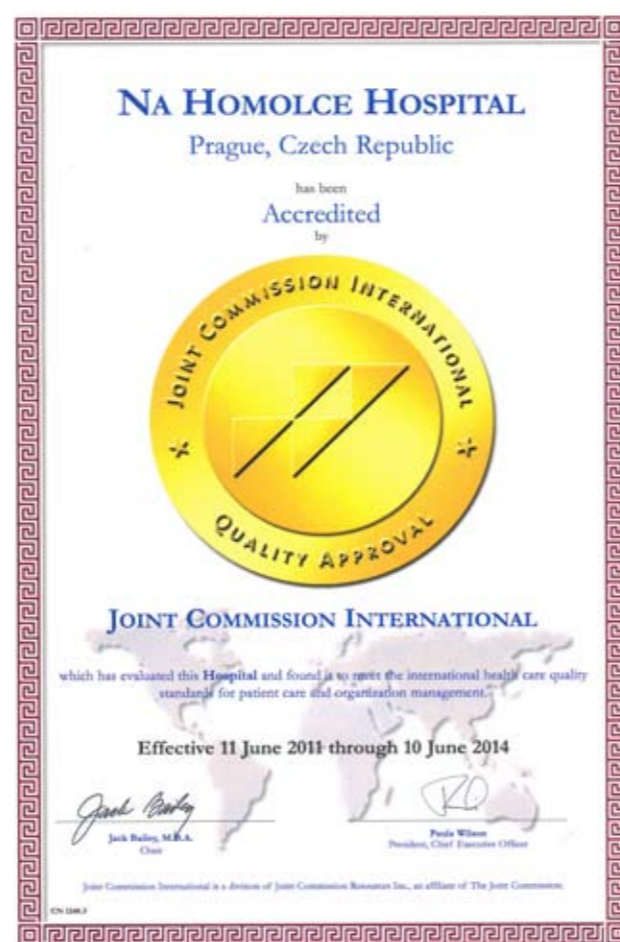 NA HOMOLCE HOSPITAL
Prague, Czech Republic
has been
Accredited
by
JOINT COMMISSION INTERNATIONAL
QUALITY APPROVAL
JOINT COMMISSION INTERNATIONAL
which has evaluated this Hospital and found it to meet the international health care quality
standards for patient care and organization management.
Effective 11 June 2011 through 10 June 2014
Jack Bailey
Jack Bailey, M.B.A.
Chair
Paula Wilson
President, Chief Executive Officer
Joint Commission International is a division of Joint Commission Resources Inc., an affiliate of The Joint Commission.